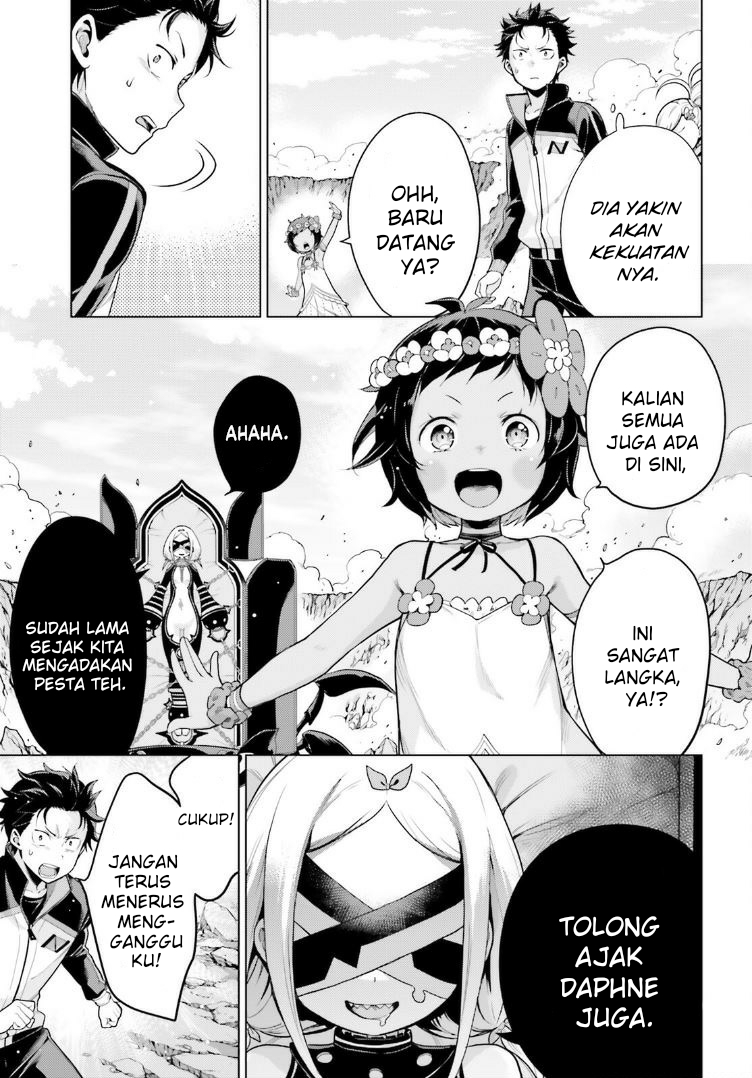 DIA YAKIN
AKAN
KEKUATAN
NYA.
OHH,
BARU
DATANG
YA?
KALIAN
SEMUA
JUGA ADA
DI SINI,
AHAHA.
INI
SANGAT
LANGKA,
YA!?
SUDAH LAMA
SEJAK KITA
MENGADAKAN
PESTA TEH.
TOLONG
AJAK
DAPHNE
JUGA.
CUKUP!
JANGAN
TERUS
MENERUS
MENG-
GANGGU
KU!
N
N